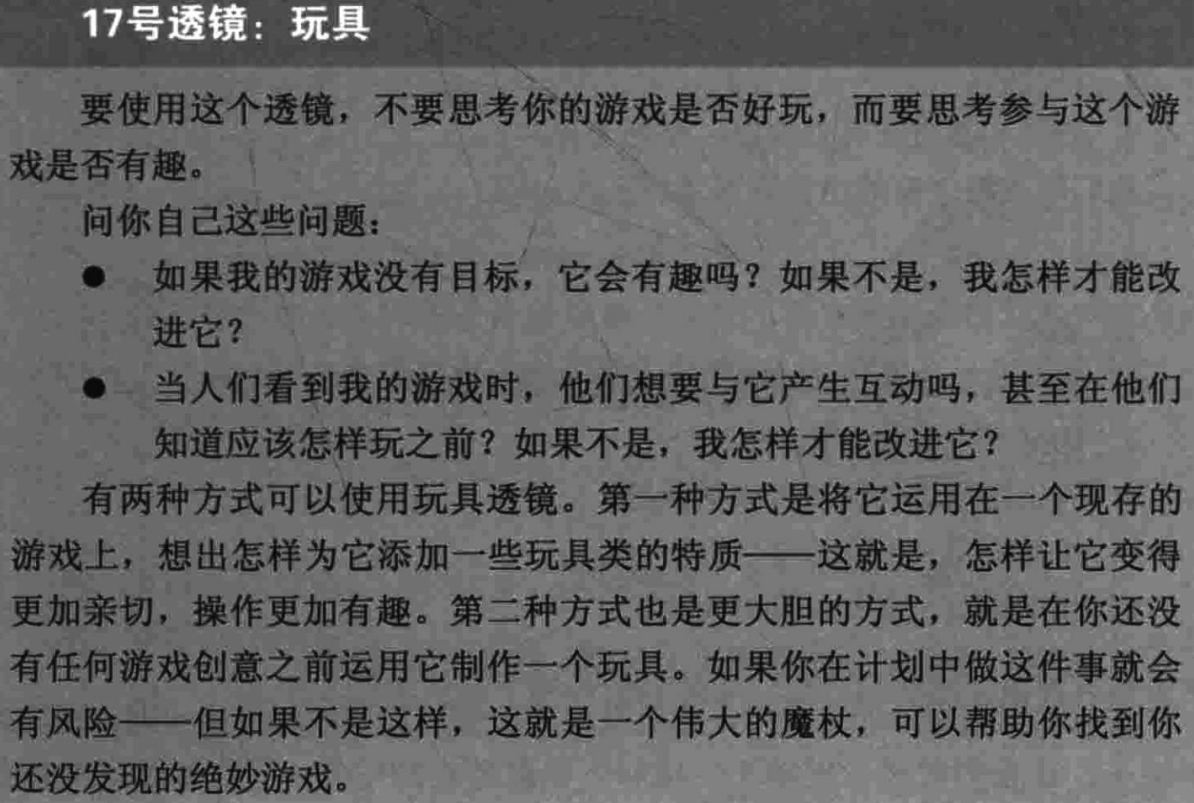 17号透镜：玩具
要使用这个透镜，不要思考你的游戏是否好玩，而要思考参与这个游
戏是否有趣。
问你自己这些问题：
● 如果我的游戏没有目标，它会有趣吗？如果不是，我怎样才能改
进它？
● 当人们看到我的游戏时，他们想要与它产生互动吗，甚至在他们
知道应该怎样玩之前？如果不是，我怎样才能改进它？
有两种方式可以使用玩具透镜。第一种方式是将它运用在一个现存的
游戏上，想出怎样为它添加一些玩具类的特质——这就是，怎样让它变得
更加亲切，操作更加有趣。第二种方式也是更大胆的方式，就是在你还没
有任何游戏创意之前运用它制作一个玩具。如果你在计划中做这件事就会
有风险——但如果不是这样，这就是一个伟大的魔杖，可以帮助你找到你
还没发现的绝妙游戏。